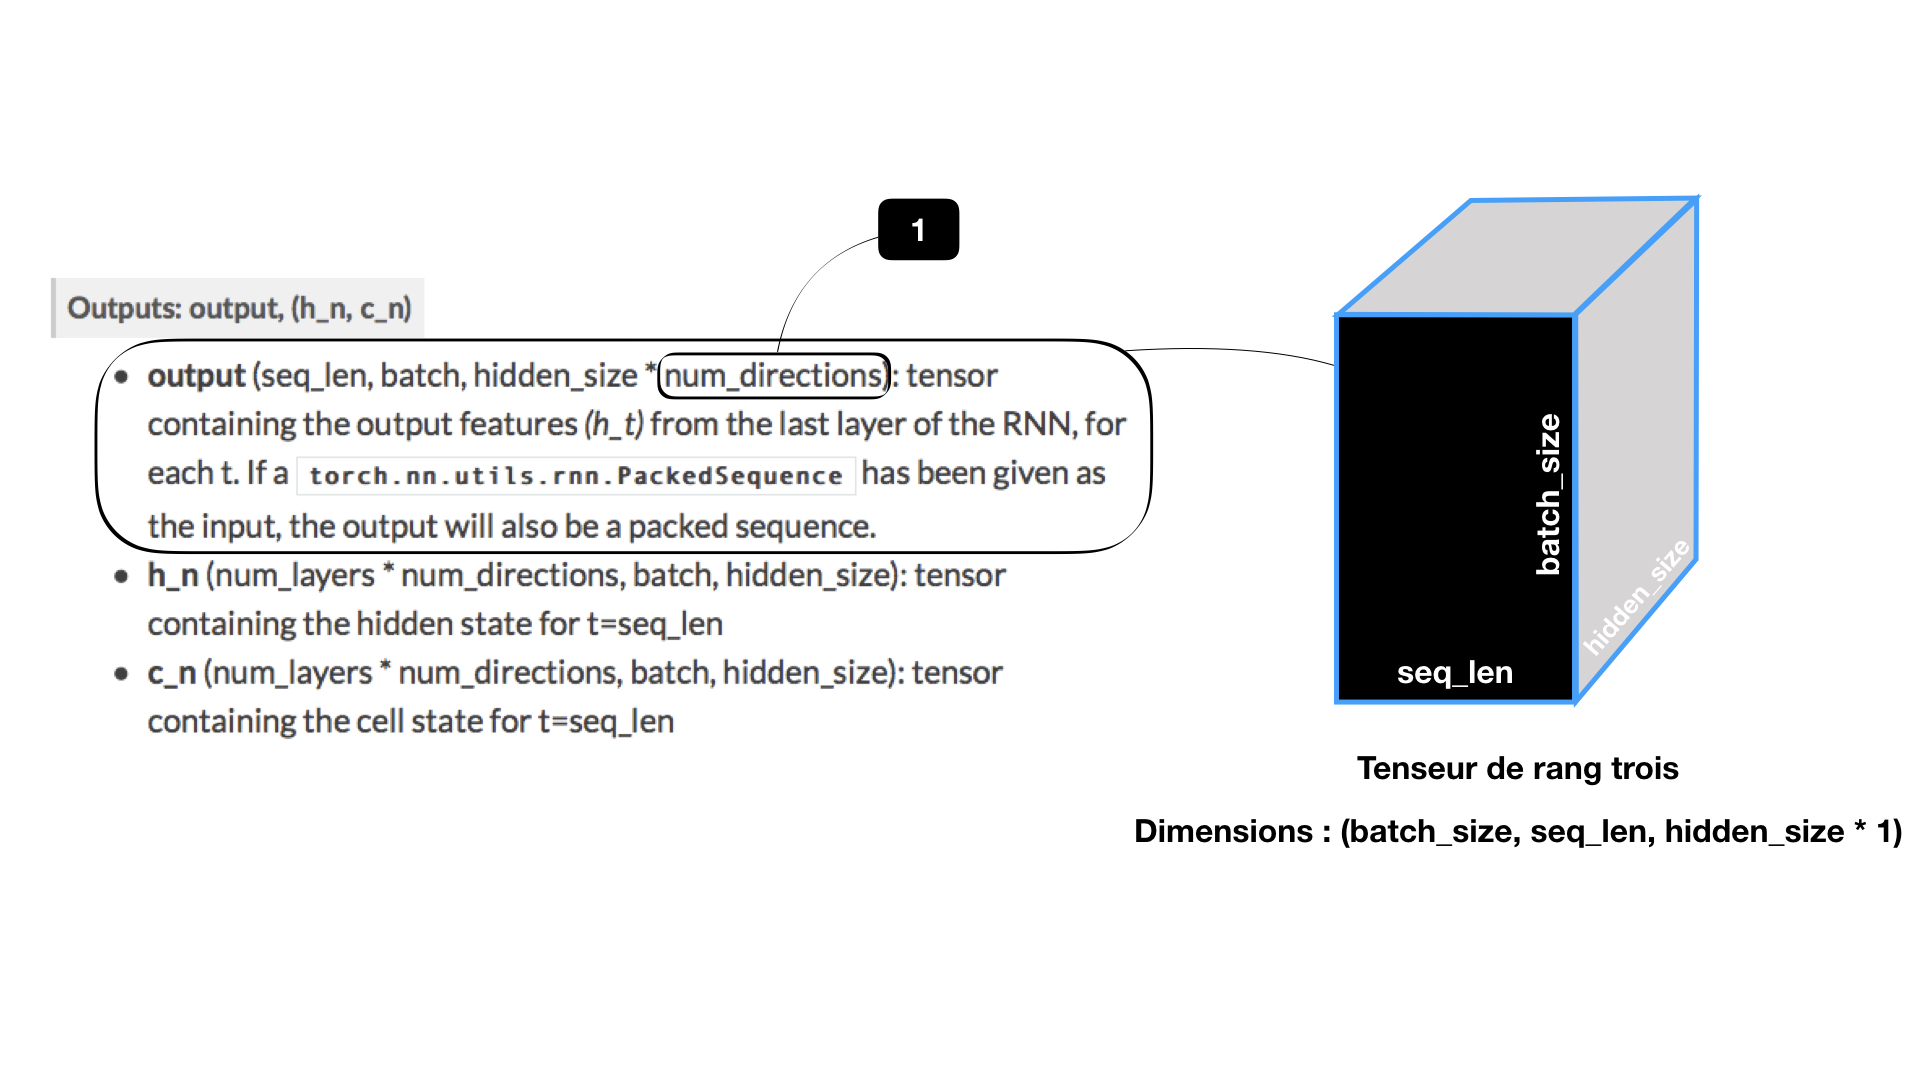 1
Outputs: output, (h_n, c_n)
• output (seq_len, batch, hidden_size * num_directions): tensor
containing the output features (h_t) from the last layer of the RNN, for
each t. If a torch.nn.utils.rnn.PackedSequence has been given as
the input, the output will also be a packed sequence.
• h_n (num_layers * num_directions, batch, hidden_size): tensor
containing the hidden state for t=seq_len
• c_n (num_layers * num_directions, batch, hidden_size): tensor
containing the cell state for t=seq_len
batch_size
hidden_size
seq_len
Tenseur de rang trois
Dimensions : (batch_size, seq_len, hidden_size * 1)